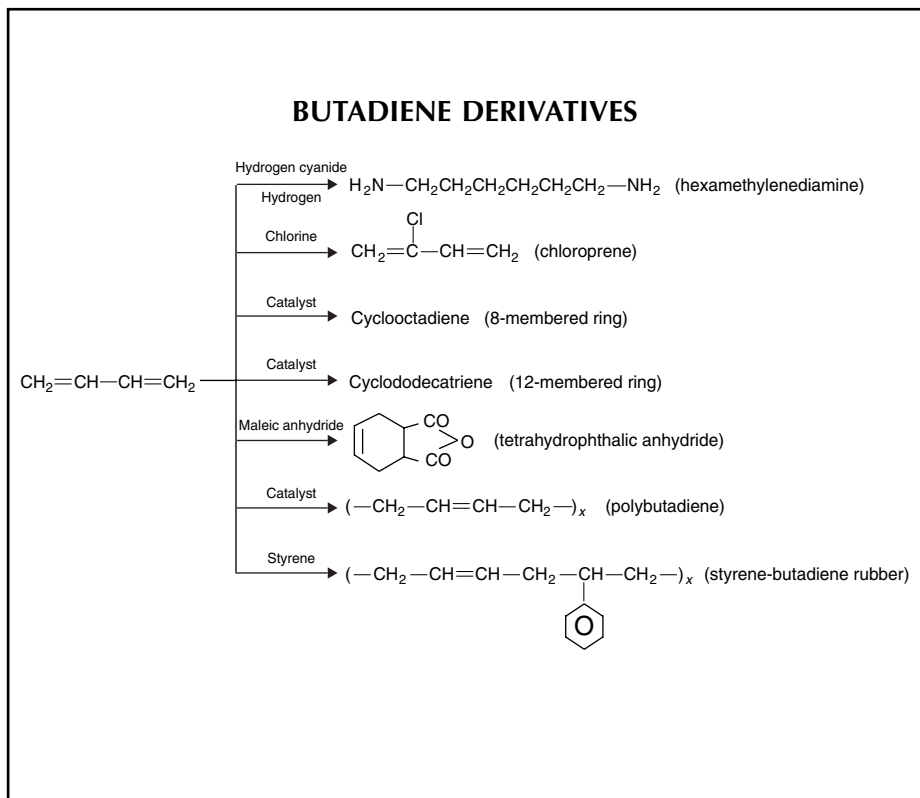 BUTADIENE DERIVATIVES
Hydrogen cyanide
H₂N—CH₂CH₂CH₂CH₂CH₂CH₂—NH₂ (hexamethylenediamine)
Hydrogen
Cl
Chlorine
CH₂=C—CH=CH₂ (chloroprene)
Catalyst
Cyclooctadiene (8-membered ring)
CH₂=CH—CH=CH₂
Catalyst
Cyclododecatriene (12-membered ring)
Maleic anhydride
CO
O (tetrahydrophthalic anhydride)
CO
Catalyst
(—CH₂—CH=CH—CH₂—)ₓ (polybutadiene)
Styrene
(—CH₂—CH=CH—CH₂—CH—CH₂—)ₓ (styrene-butadiene rubber)
O